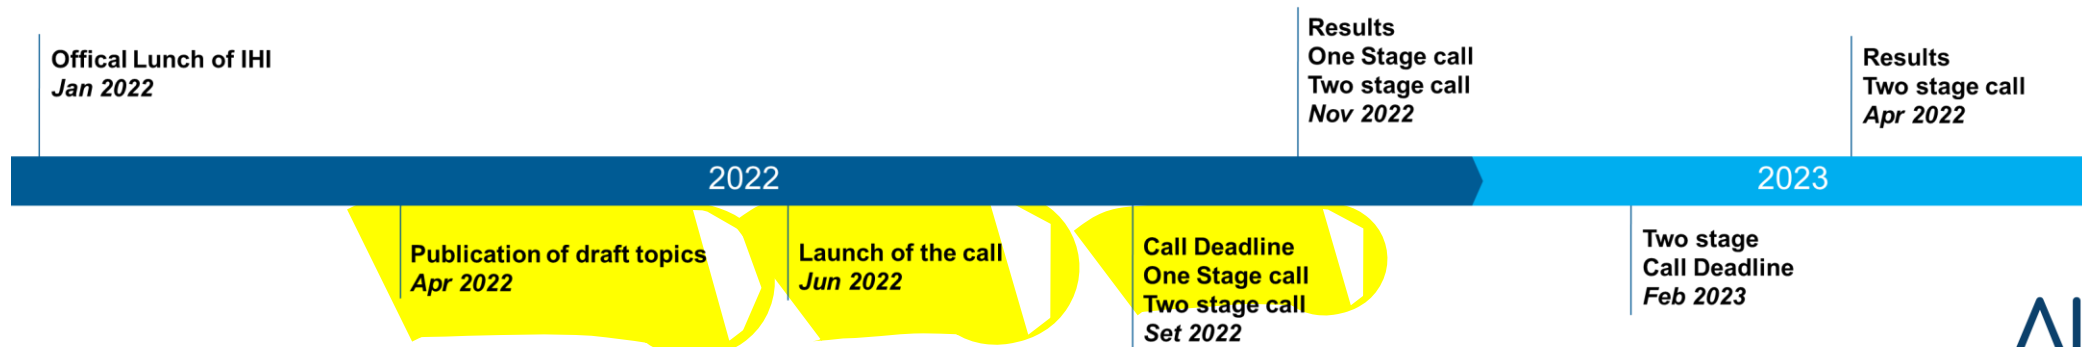 Offical Lunch of IHI
Jan 2022
Results
One Stage call
Two stage call
Nov 2022
Results
Two stage call
Apr 2022
2022
2023
Publication of draft topics
Apr 2022
Launch of the call
Jun 2022
Call Deadline
One Stage call
Two stage call
Set 2022
Two stage
Call Deadline
Feb 2023